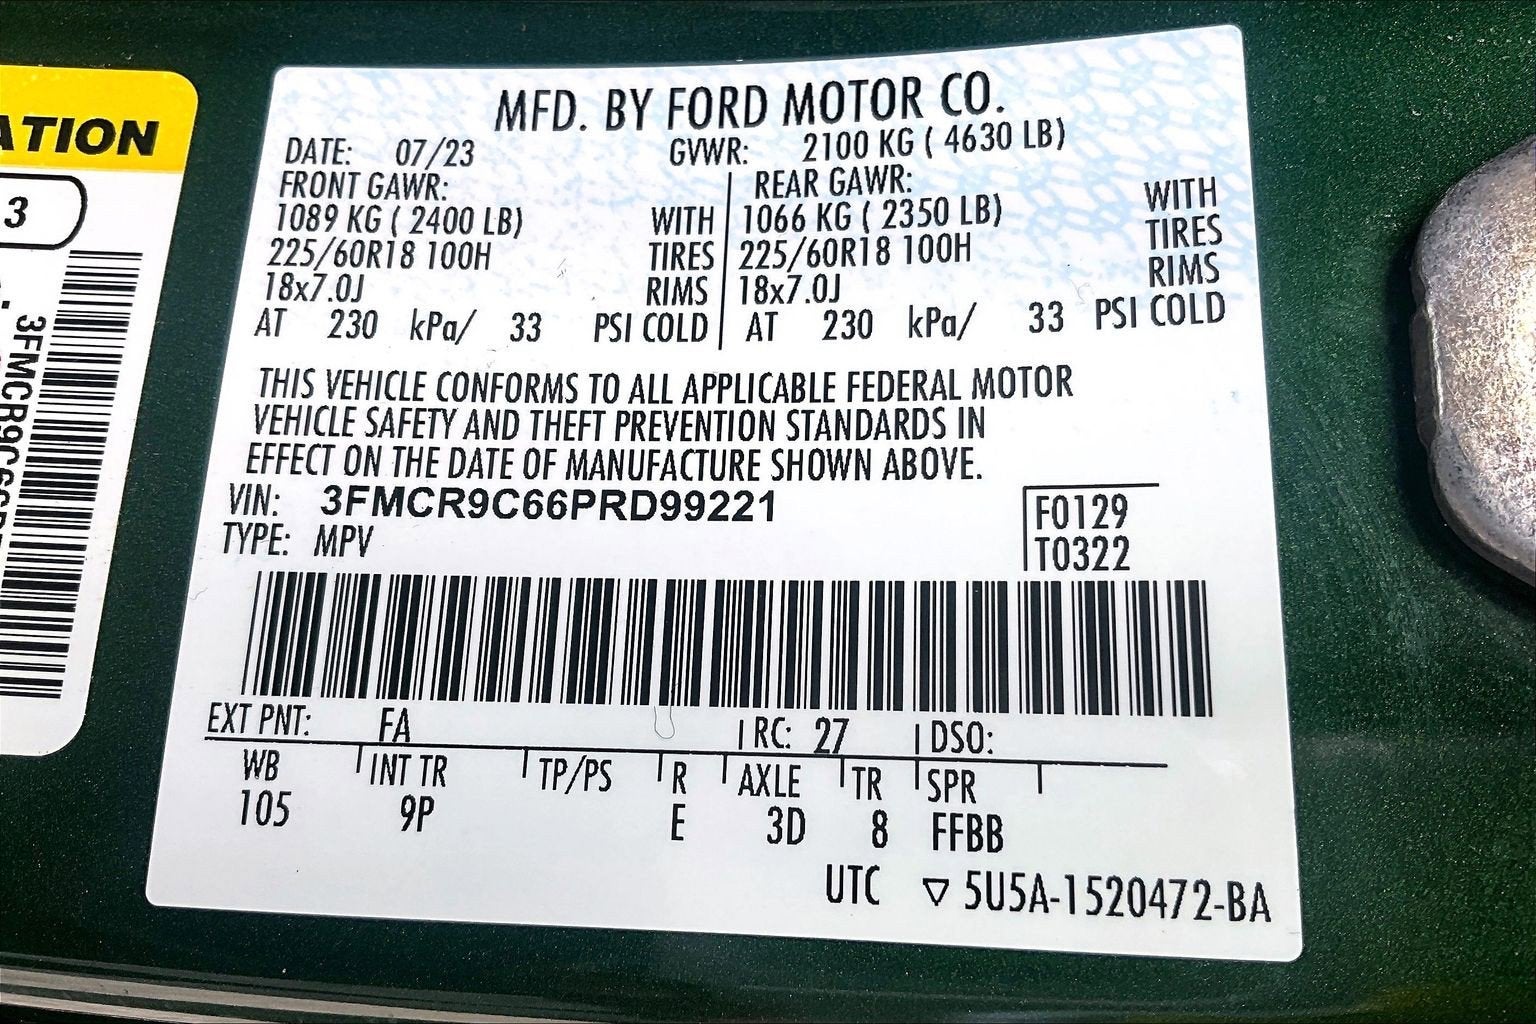 ATION
3
3FMCR9C66P
MFD. BY FORD MOTOR CO.
DATE: 07/23 GVWR: 2100 KG ( 4630 LB)
FRONT GAWR: REAR GAWR:
1089 KG ( 2400 LB) WITH 1066 KG ( 2350 LB) WITH
225/60R18 100H TIRES 225/60R18 100H TIRES
18x7.0J RIMS 18x7.0J RIMS
AT 230 kPa/ 33 PSI COLD AT 230 kPa/ 33 PSI COLD
THIS VEHICLE CONFORMS TO ALL APPLICABLE FEDERAL MOTOR
VEHICLE SAFETY AND THEFT PREVENTION STANDARDS IN
EFFECT ON THE DATE OF MANUFACTURE SHOWN ABOVE.
VIN: 3FMCR9C66PRD99221 F0129
TYPE: MPV T0322
EXT PNT: FA RC: 27 DSO:
WB INT TR TP/PS R AXLE TR SPR
105 9P E 3D 8 FFBB
UTC ▽ 5U5A-1520472-BA